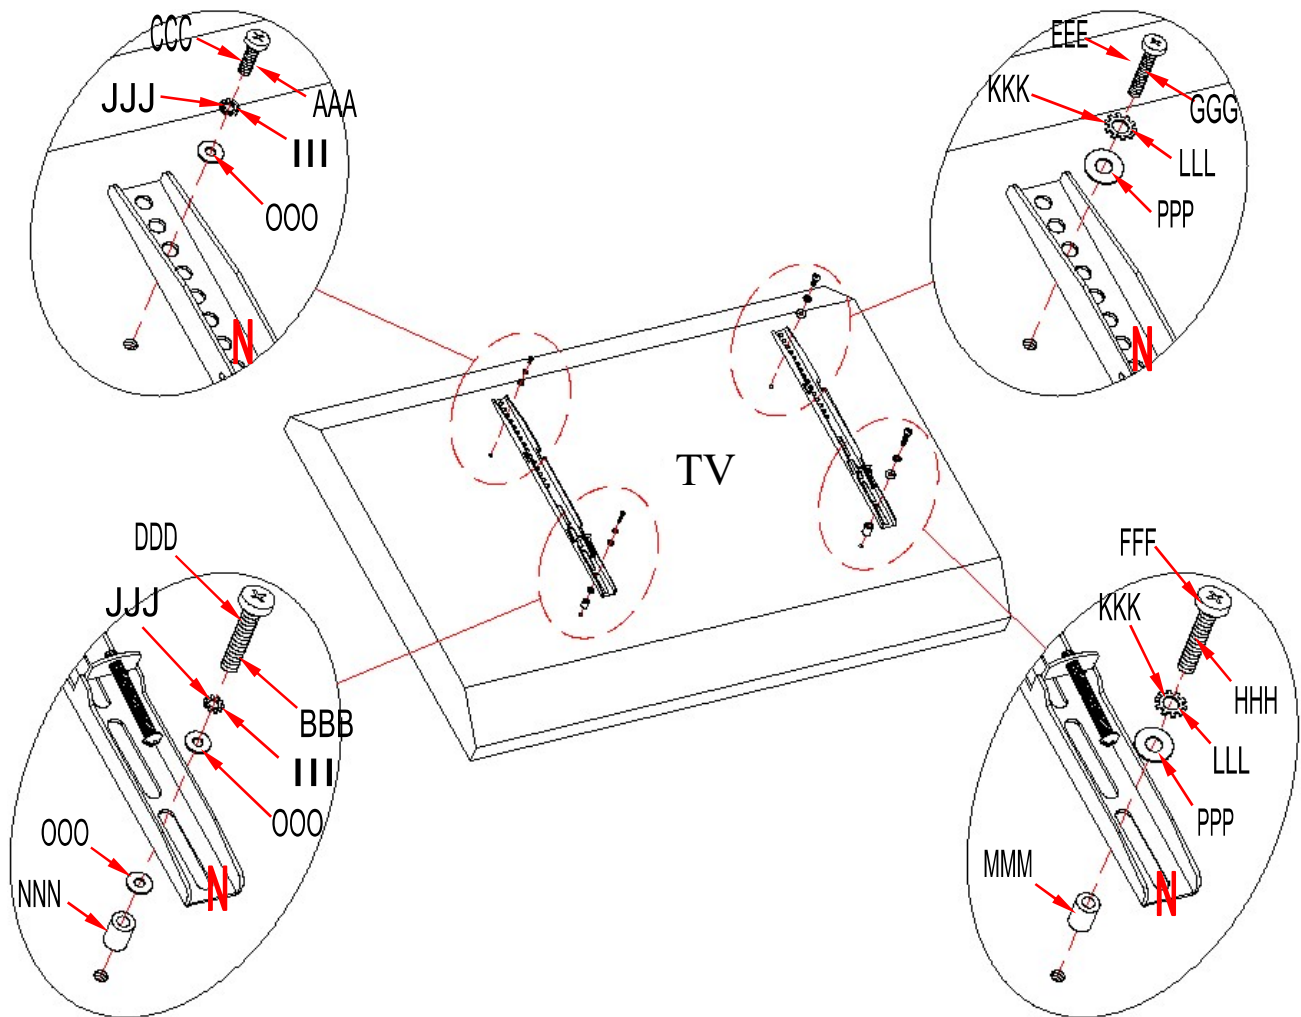 CCC
JJJ
AAA
III
OOO
N
EEE
KKK
GGG
LLL
PPP
N
TV
DDD
JJJ
BBB
III
OOO
OOO
NNN
N
FFF
KKK
HHH
LLL
PPP
MMM
N